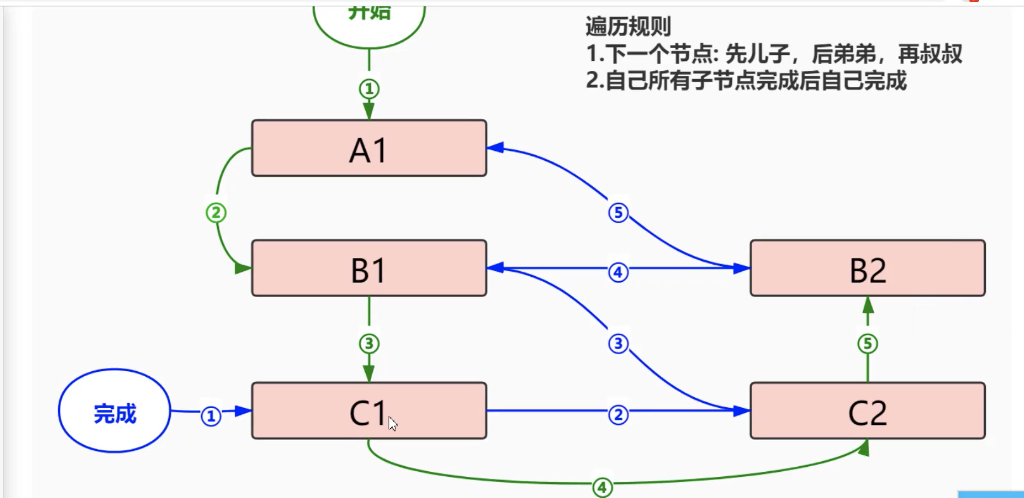 开始
遍历规则
1.下一个节点: 先儿子，后弟弟，再叔叔
2.自己所有子节点完成后自己完成
①
A1
②
⑤
B1
④
B2
③
③
⑤
完成
①
C1
②
C2
④